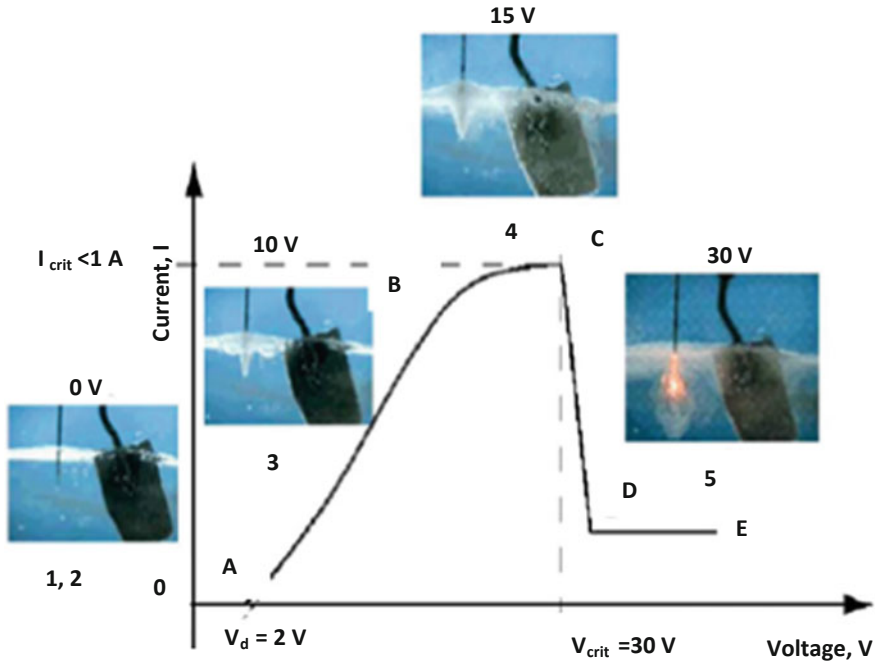 15 V
4
C
I crit <1 A
Current, I
10 V
B
30 V
0 V
3
D
5
E
1, 2
0
A
V d = 2 V
V crit =30 V
Voltage, V